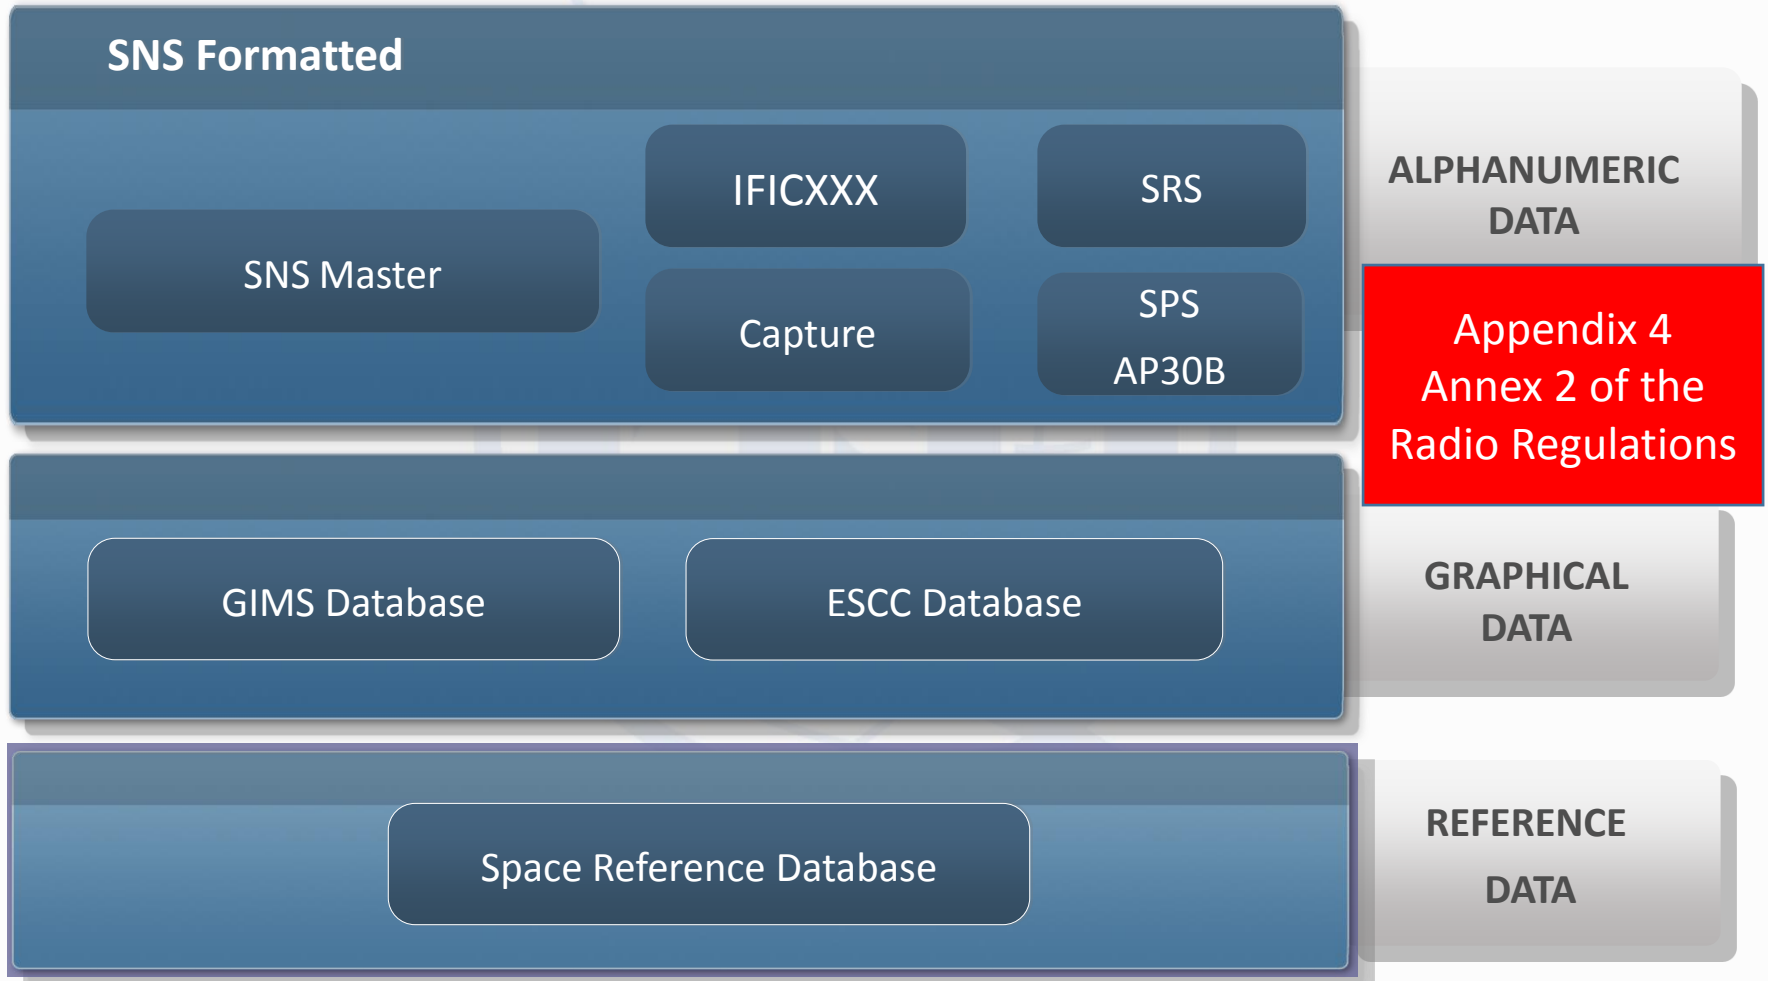 SNS Formatted
SNS Master
IFICXXX
SRS
Capture
SPS
AP30B
ALPHANUMERIC
DATA
Appendix 4
Annex 2 of the
Radio Regulations
GIMS Database
ESCC Database
GRAPHICAL
DATA
Space Reference Database
REFERENCE
DATA